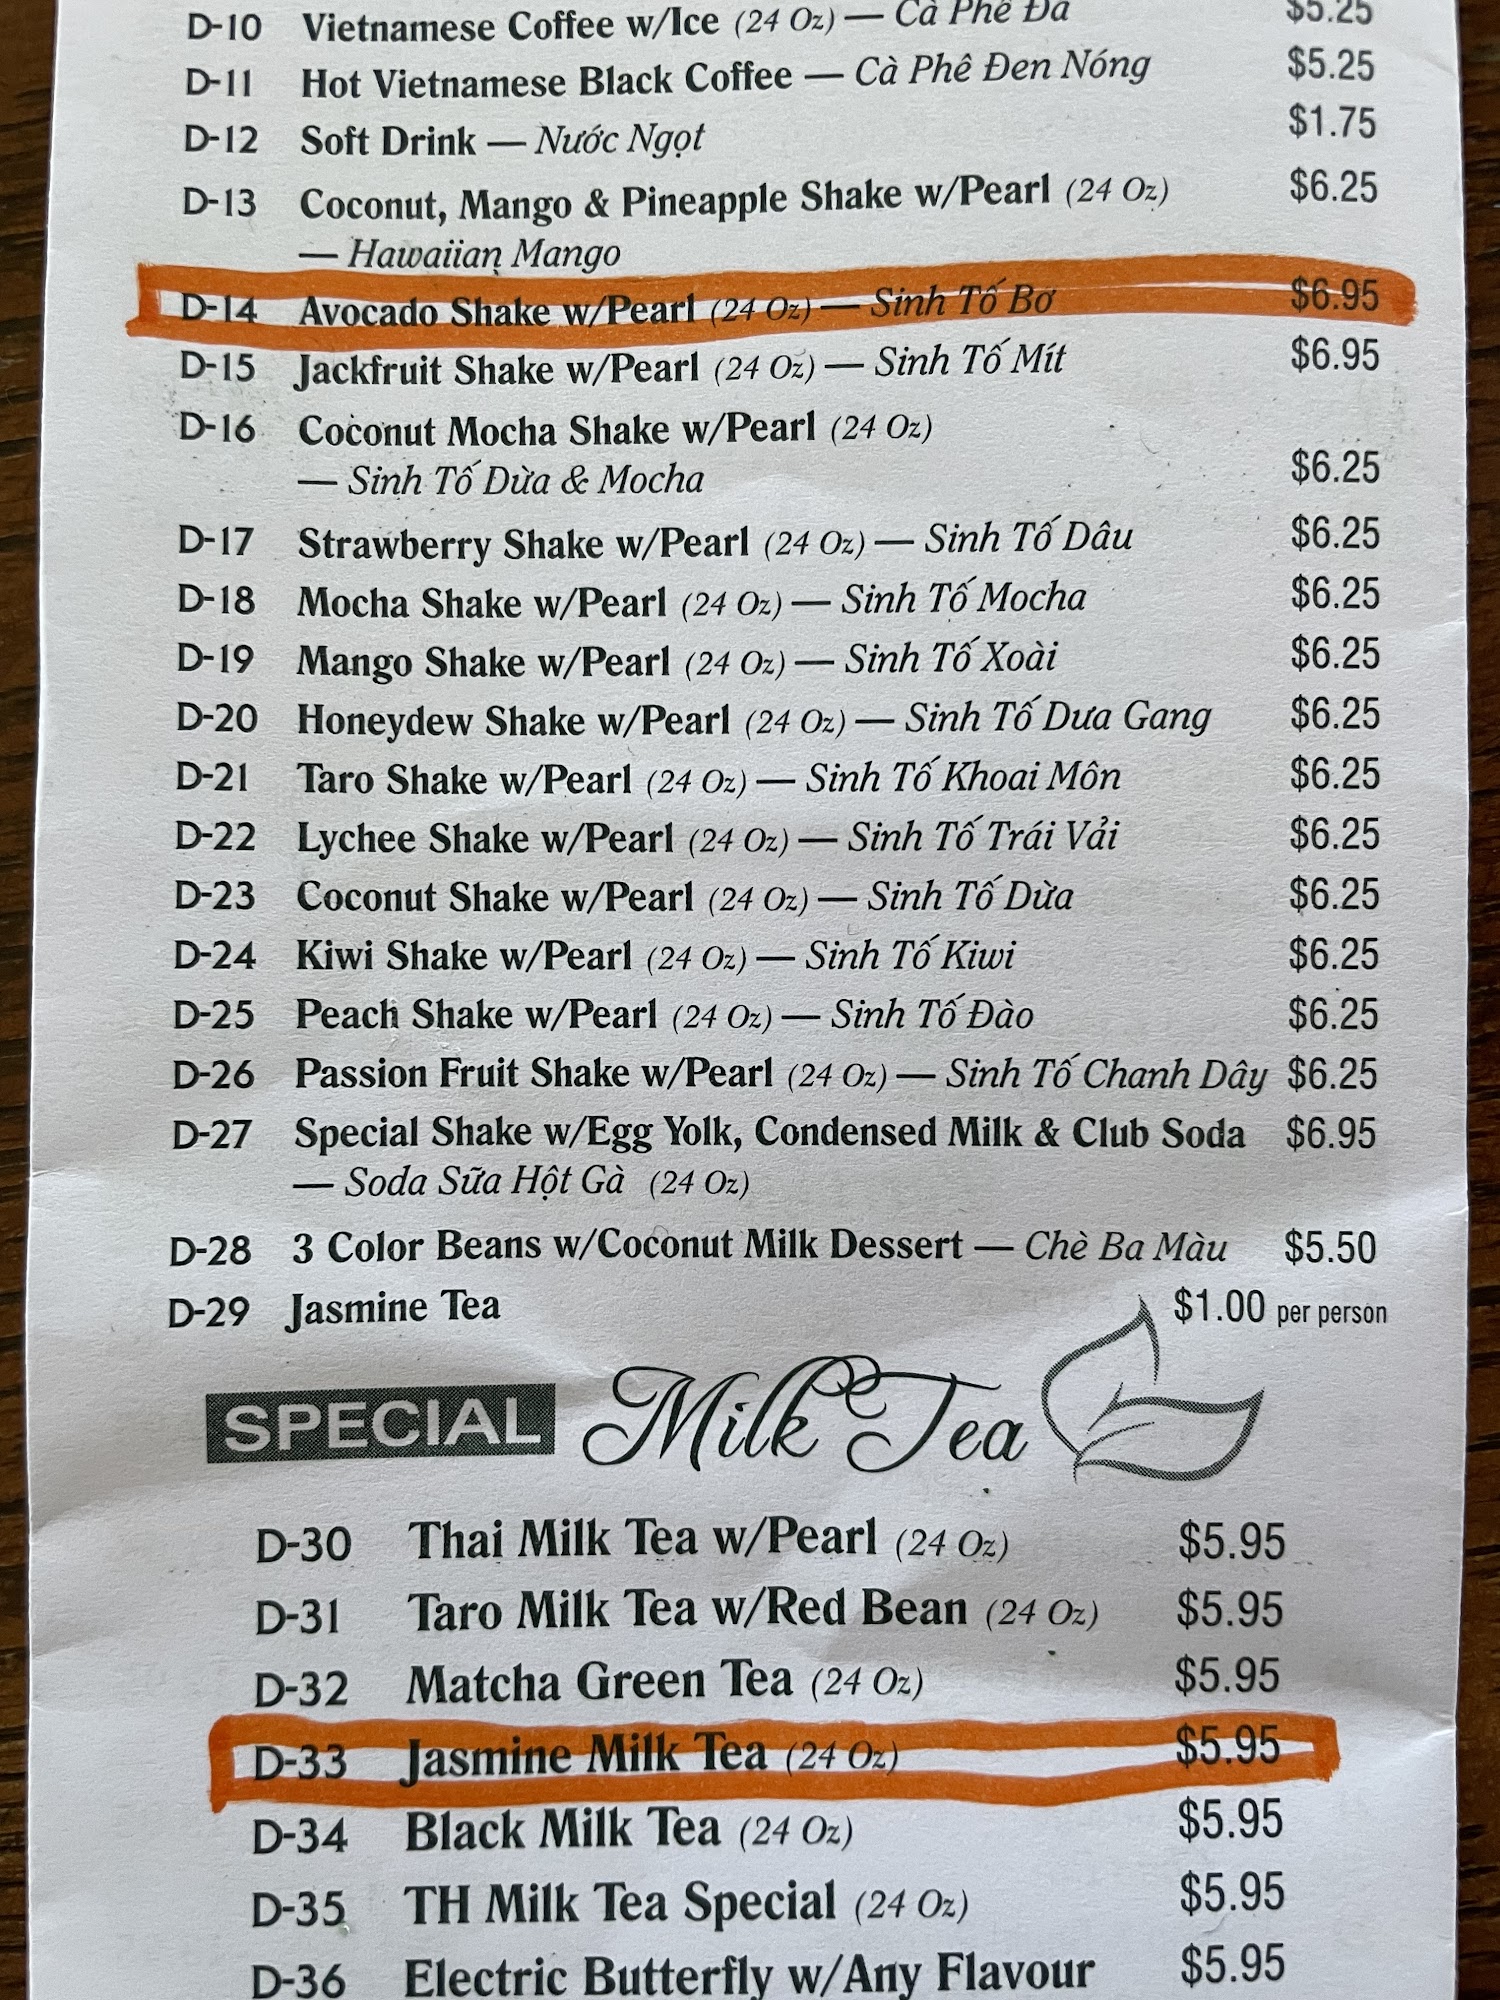 D-10 Vietnamese Coffee w/Ice (24 Oz) — Cà Phê Đá $5.25
D-11 Hot Vietnamese Black Coffee — Cà Phê Đen Nóng $5.25
D-12 Soft Drink — Nước Ngọt $1.75
D-13 Coconut, Mango & Pineapple Shake w/Pearl (24 Oz) $6.25
— Hawaiian Mango
D-14 Avocado Shake w/Pearl (24 Oz) — Sinh Tố Bơ $6.95
D-15 Jackfruit Shake w/Pearl (24 Oz) — Sinh Tố Mít $6.95
D-16 Coconut Mocha Shake w/Pearl (24 Oz)
— Sinh Tố Dừa & Mocha $6.25
D-17 Strawberry Shake w/Pearl (24 Oz) — Sinh Tố Dâu $6.25
D-18 Mocha Shake w/Pearl (24 Oz) — Sinh Tố Mocha $6.25
D-19 Mango Shake w/Pearl (24 Oz) — Sinh Tố Xoài $6.25
D-20 Honeydew Shake w/Pearl (24 Oz) — Sinh Tố Dưa Gang $6.25
D-21 Taro Shake w/Pearl (24 Oz) — Sinh Tố Khoai Môn $6.25
D-22 Lychee Shake w/Pearl (24 Oz) — Sinh Tố Trái Vải $6.25
D-23 Coconut Shake w/Pearl (24 Oz) — Sinh Tố Dừa $6.25
D-24 Kiwi Shake w/Pearl (24 Oz) — Sinh Tố Kiwi $6.25
D-25 Peach Shake w/Pearl (24 Oz) — Sinh Tố Đào $6.25
D-26 Passion Fruit Shake w/Pearl (24 Oz) — Sinh Tố Chanh Dây $6.25
D-27 Special Shake w/Egg Yolk, Condensed Milk & Club Soda $6.95
— Soda Sữa Hột Gà (24 Oz)
D-28 3 Color Beans w/Coconut Milk Dessert — Chè Ba Màu $5.50
D-29 Jasmine Tea $1.00 per person
SPECIAL Milk Tea
D-30 Thai Milk Tea w/Pearl (24 Oz) $5.95
D-31 Taro Milk Tea w/Red Bean (24 Oz) $5.95
D-32 Matcha Green Tea (24 Oz) $5.95
D-33 Jasmine Milk Tea (24 Oz) $5.95
D-34 Black Milk Tea (24 Oz) $5.95
D-35 TH Milk Tea Special (24 Oz) $5.95
D-36 Electric Butterfly w/Any Flavour $5.95